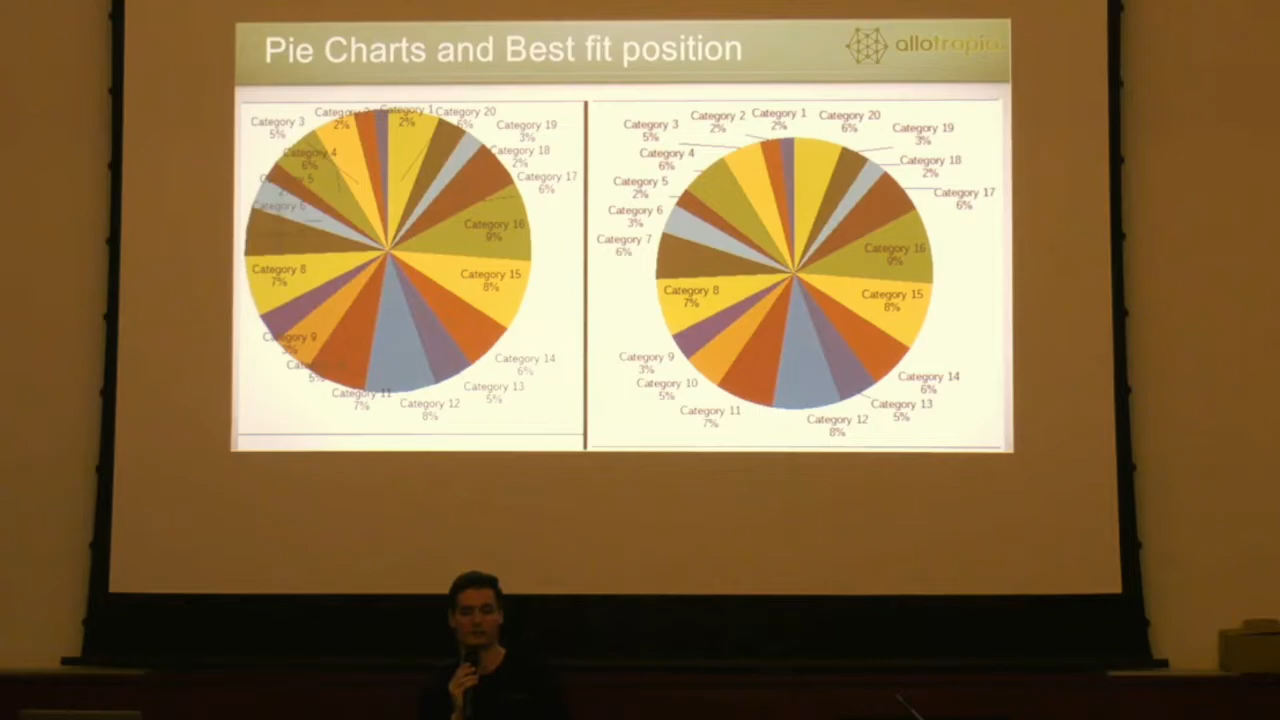 Pie Charts and Best fit position
allotropia
Category 1
2%
Category 20
6%
Category 3
5%
Category 19
3%
Category 4
6%
Category 18
2%
Category 17
6%
Category 6
Category 16
9%
Category 8
7%
Category 15
8%
Category 9
3%
5%
Category 14
6%
Category 11
7%
Category 13
5%
Category 12
8%
Category 2
2%
Category 1
2%
Category 20
6%
Category 3
5%
Category 19
3%
Category 4
6%
Category 18
2%
Category 5
2%
Category 17
6%
Category 6
3%
Category 7
6%
Category 16
9%
Category 8
7%
Category 15
8%
Category 9
3%
Category 10
5%
Category 14
6%
Category 11
7%
Category 13
5%
Category 12
8%